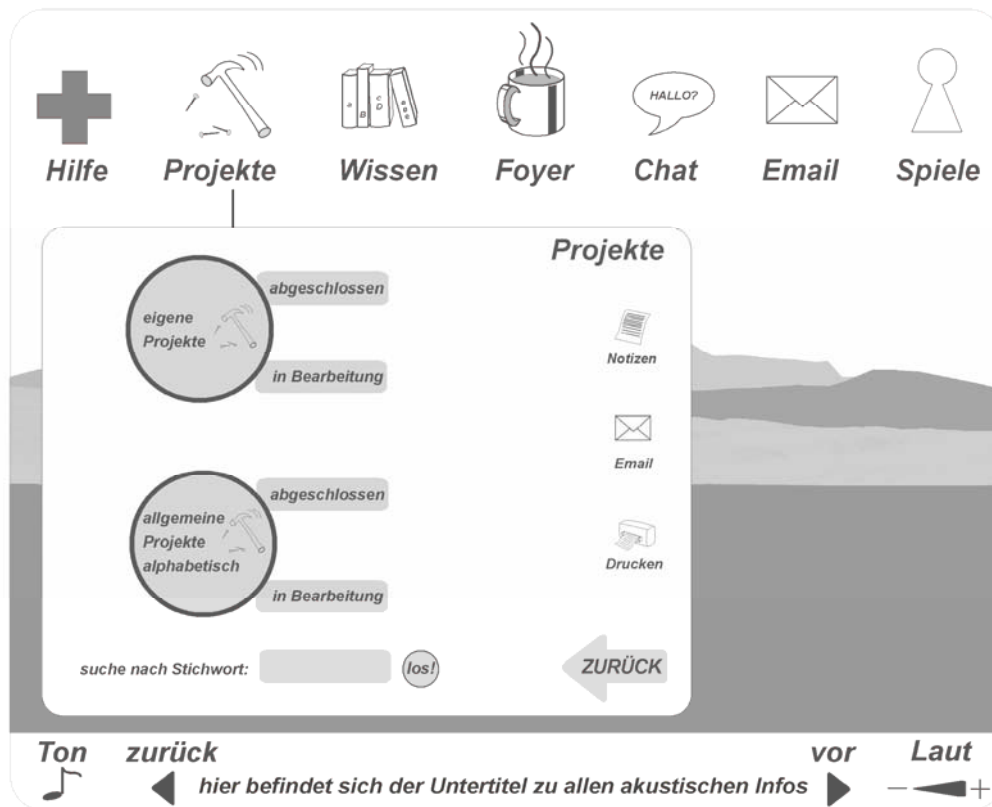 HALLO?
Hilfe Projekte Wissen Foyer Chat Email Spiele
Projekte
abgeschlossen
eigene
Projekte
in Bearbeitung
Notizen
Email
abgeschlossen
allgemeine
Projekte
alphabetisch
in Bearbeitung
Drucken
suche nach Stichwort:
los!
ZURÜCK
Ton zurück vor Laut
hier befindet sich der Untertitel zu allen akustischen Infos
− +